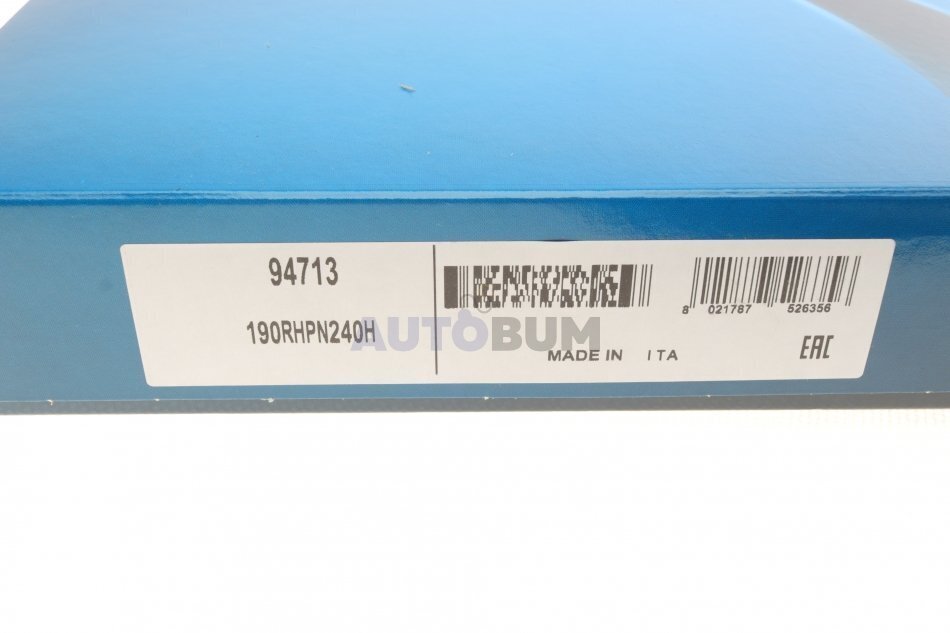 94713
190RHPN240H
8 021787 526356
MADE IN ITA
EAC
AUTOBUM